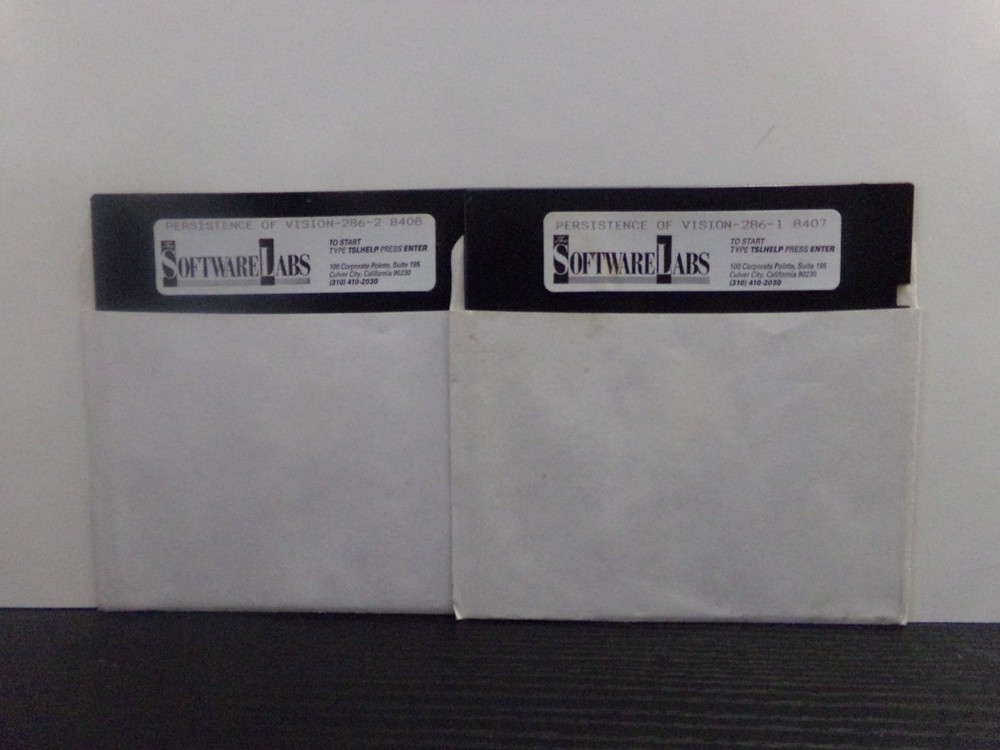 PERSISTENCE OF VISION-286-2 8408
The
SOFTWARE LABS
TO START
TYPE TSLHELP PRESS ENTER
100 Corporate Pointe, Suite 195
Culver City, California 90230
(310) 410-2030
PERSISTENCE OF VISION-286-1 8407
The
SOFTWARE LABS
TO START
TYPE TSLHELP PRESS ENTER
100 Corporate Pointe, Suite 195
Culver City, California 90230
(310) 410-2030